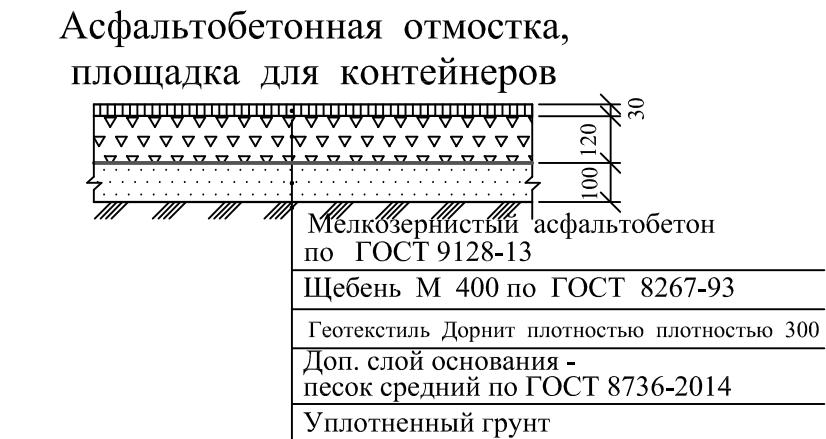 Асфальтобетонная отмостка,
площадка для контейнеров
30
120
100
Мелкозернистый асфальтобетон
по ГОСТ 9128-13
Щебень М 400 по ГОСТ 8267-93
Геотекстиль Дорнит плотностью плотностью 300
Доп. слой основания -
песок средний по ГОСТ 8736-2014
Уплотненный грунт